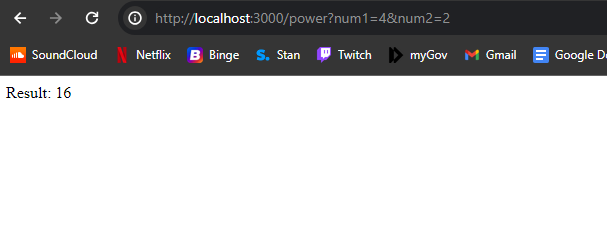 http://localhost:3000/power?num1=4&num2=2
SoundCloud Netflix Binge Stan Twitch myGov Gmail Google Do
Result: 16